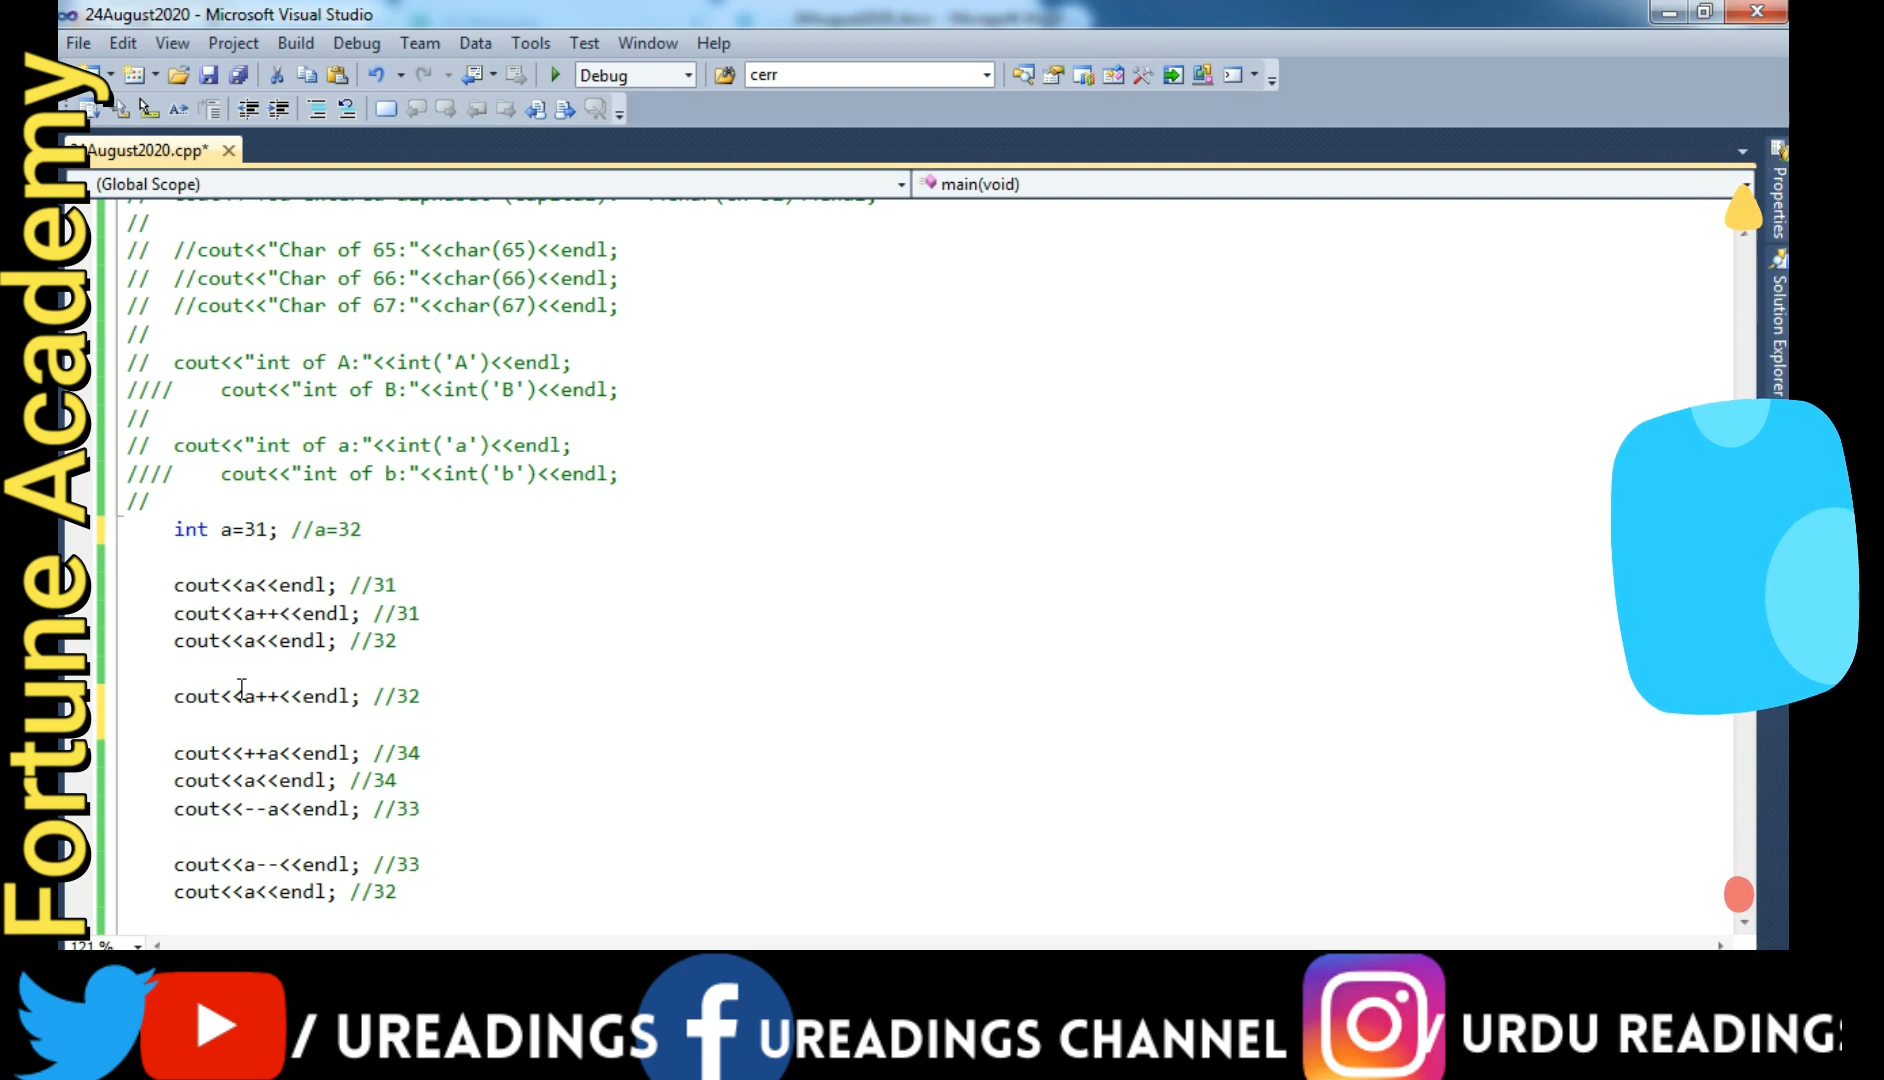 24August2020 - Microsoft Visual Studio
File Edit View Project Build Debug Team Data Tools Test Window Help
Debug
cerr
24August2020.cpp*
(Global Scope)
main(void)
//
// //cout<<"Char of 65:"<<char(65)<<endl;
// //cout<<"Char of 66:"<<char(66)<<endl;
// //cout<<"Char of 67:"<<char(67)<<endl;
//
// cout<<"int of A:"<<int('A')<<endl;
//// cout<<"int of B:"<<int('B')<<endl;
//
// cout<<"int of a:"<<int('a')<<endl;
//// cout<<"int of b:"<<int('b')<<endl;
//
int a=31; //a=32
cout<<a<<endl; //31
cout<<a++<<endl; //31
cout<<a<<endl; //32
cout<<a++<<endl; //32
cout<<++a<<endl; //34
cout<<a<<endl; //34
cout<<--a<<endl; //33
cout<<a--<<endl; //33
cout<<a<<endl; //32
121 %
Properties
Solution Explorer
Fortune Academy
/ UREADINGS
UREADINGS CHANNEL
/ URDU READINGS